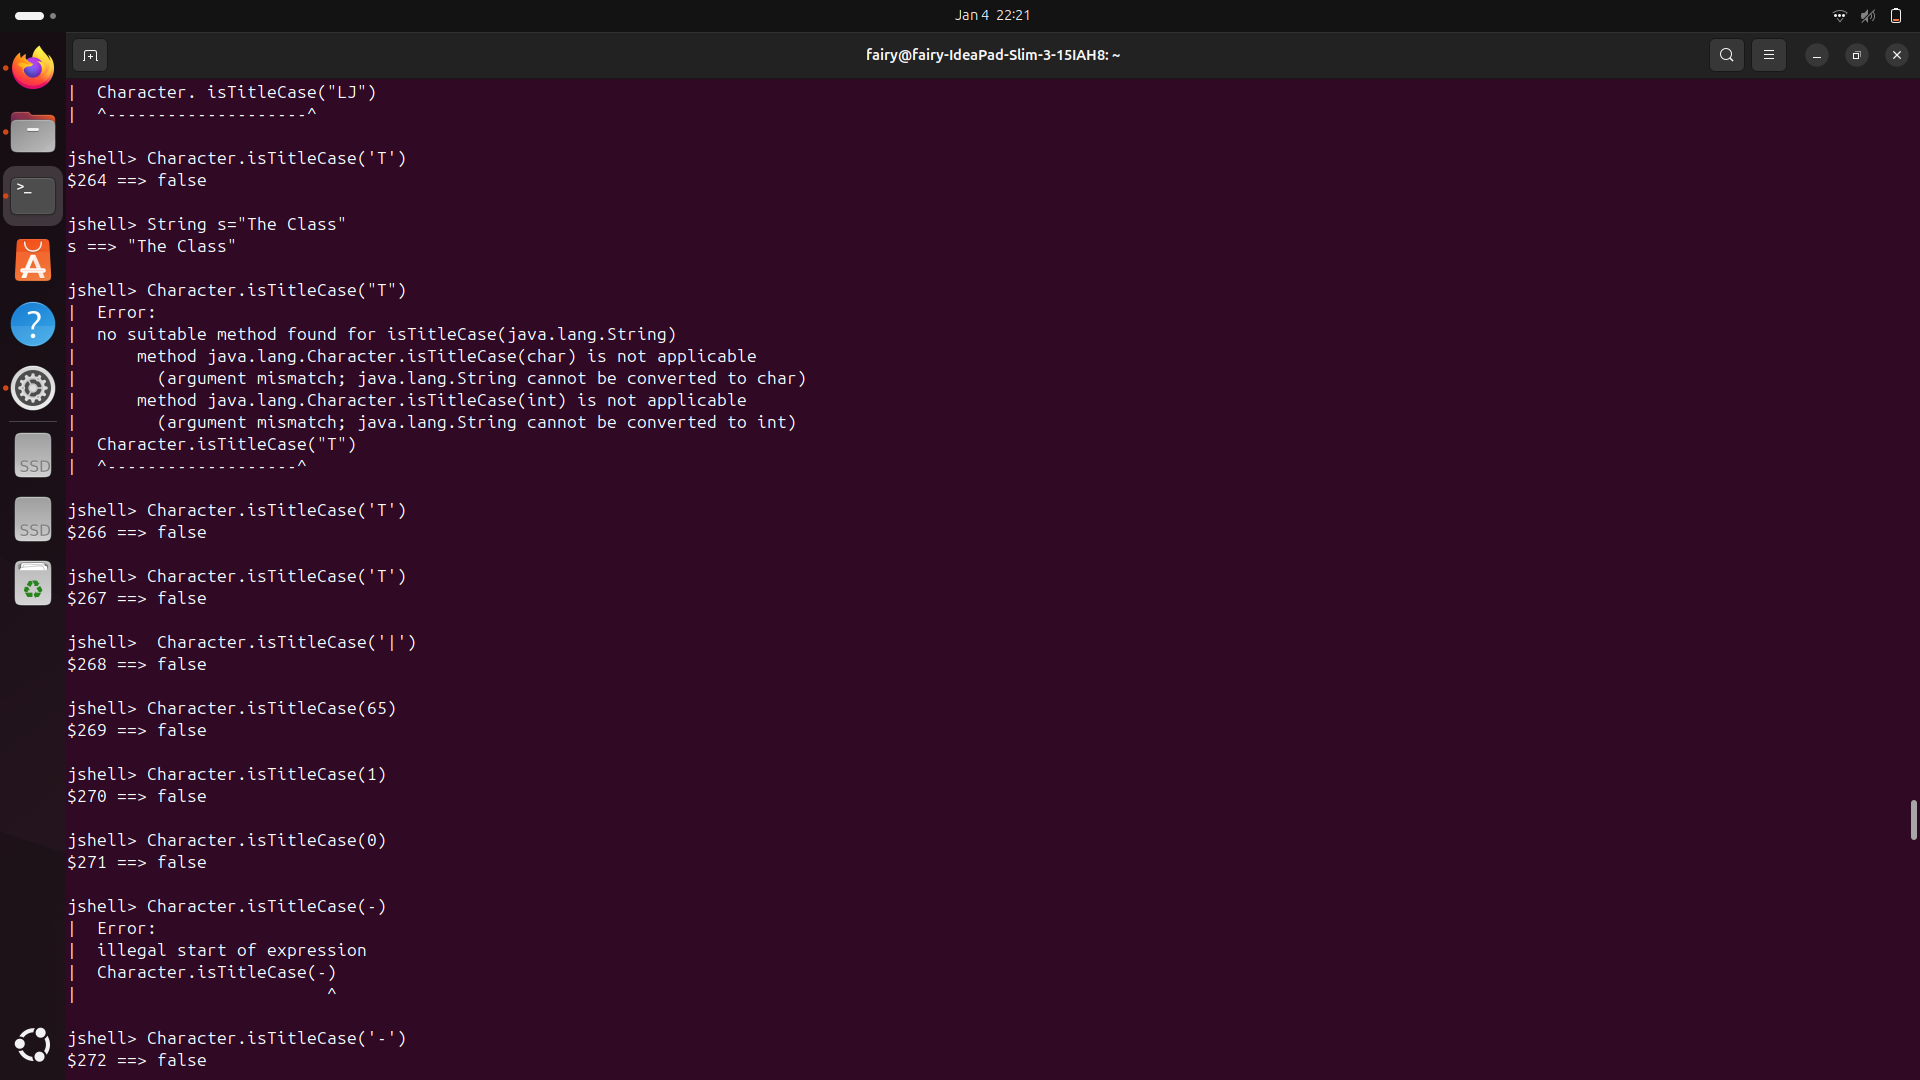 Jan 4 22:21
fairy@fairy-IdeaPad-Slim-3-15IAH8: ~
|  Character. isTitleCase("LJ")
|  ^--------------------^
jshell> Character.isTitleCase('T')
$264 ==> false
jshell> String s="The Class"
s ==> "The Class"
jshell> Character.isTitleCase("T")
|  Error:
|  no suitable method found for isTitleCase(java.lang.String)
|      method java.lang.Character.isTitleCase(char) is not applicable
|        (argument mismatch; java.lang.String cannot be converted to char)
|      method java.lang.Character.isTitleCase(int) is not applicable
|        (argument mismatch; java.lang.String cannot be converted to int)
|  Character.isTitleCase("T")
|  ^-------------------^
jshell> Character.isTitleCase('T')
$266 ==> false
jshell> Character.isTitleCase('T')
$267 ==> false
jshell>  Character.isTitleCase('|')
$268 ==> false
jshell> Character.isTitleCase(65)
$269 ==> false
jshell> Character.isTitleCase(1)
$270 ==> false
jshell> Character.isTitleCase(0)
$271 ==> false
jshell> Character.isTitleCase(-)
|  Error:
|  illegal start of expression
|  Character.isTitleCase(-)
|                         ^
jshell> Character.isTitleCase('-')
$272 ==> false
>_
A
?
SSD
SSD